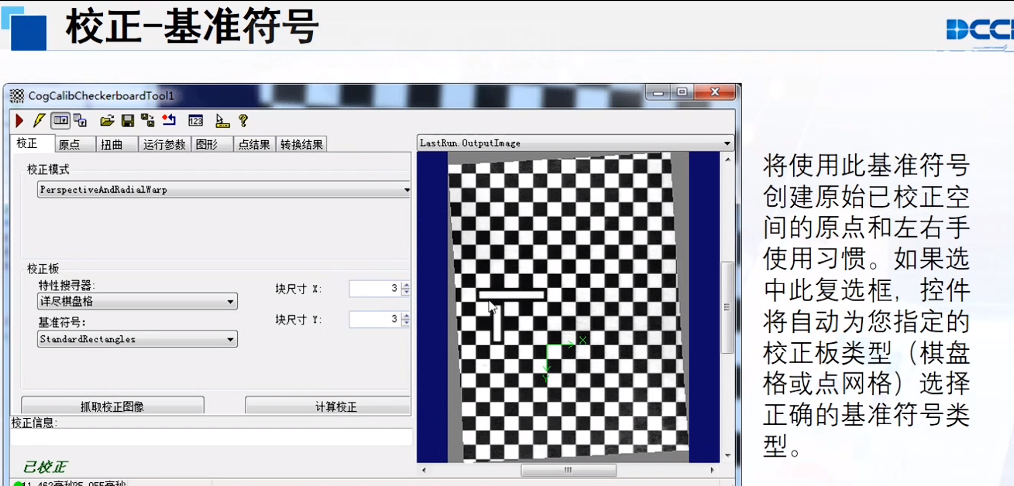 校正-基准符号
DCCK
CogCalibCheckerboardTool1
校正 原点 扭曲 运行参数 图形 点结果 转换结果
LastRun.OutputImage
校正模式
PerspectiveAndRadialWarp
校正板
特性搜寻器:
详尽棋盘格
块尺寸 X: 3
基准符号:
StandardRectangles
块尺寸 Y: 3
X
Y
抓取校正图像 计算校正
校正信息:
已校正
将使用此基准符号
创建原始已校正空
间的原点和左右手
使用习惯。如果选
中此复选框，控件
将自动为您指定的
校正板类型（棋盘
格或点网格）选择
正确的基准符号类
型。